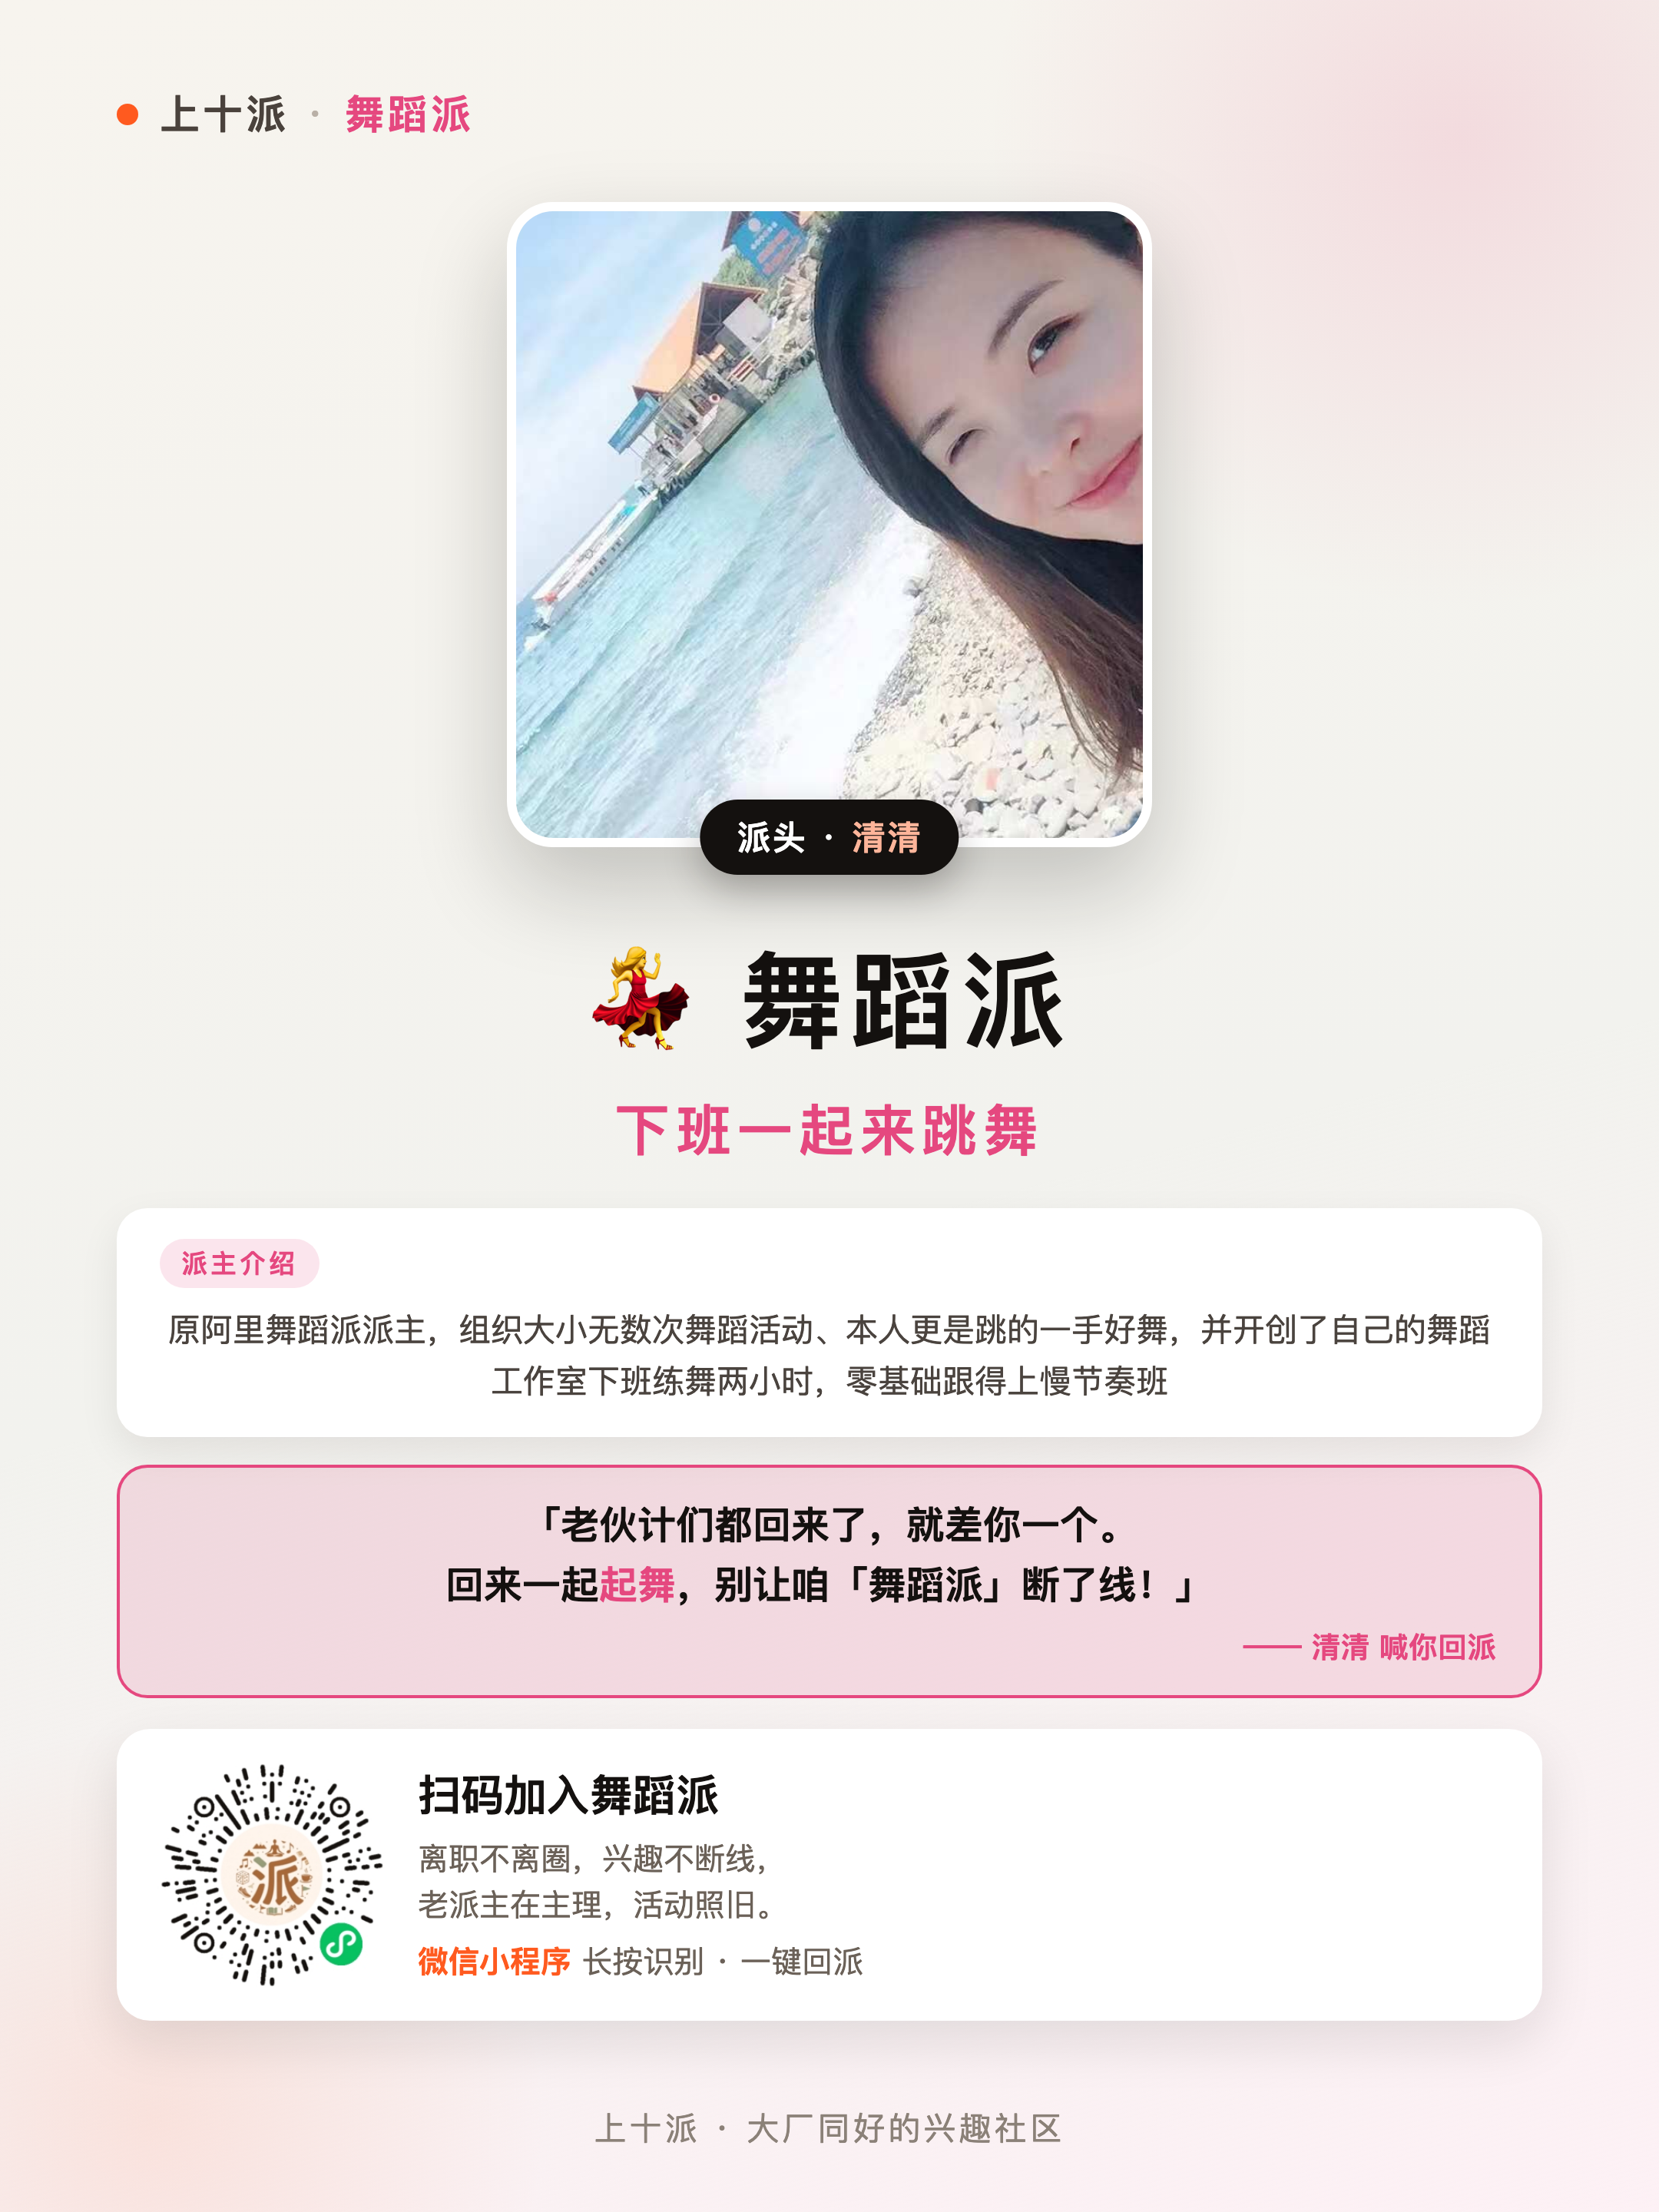 上十派 · 舞蹈派
派头 · 清清
舞蹈派
下班一起来跳舞
派主介绍
原阿里舞蹈派派主，组织大小无数次舞蹈活动、本人更是跳的一手好舞，并开创了自己的舞蹈
工作室下班练舞两小时，零基础跟得上慢节奏班
「老伙计们都回来了，就差你一个。
回来一起起舞，别让咱「舞蹈派」断了线！」
—— 清清 喊你回派
派
扫码加入舞蹈派
离职不离圈，兴趣不断线，
老派主在主理，活动照旧。
微信小程序 长按识别 · 一键回派
上十派 · 大厂同好的兴趣社区